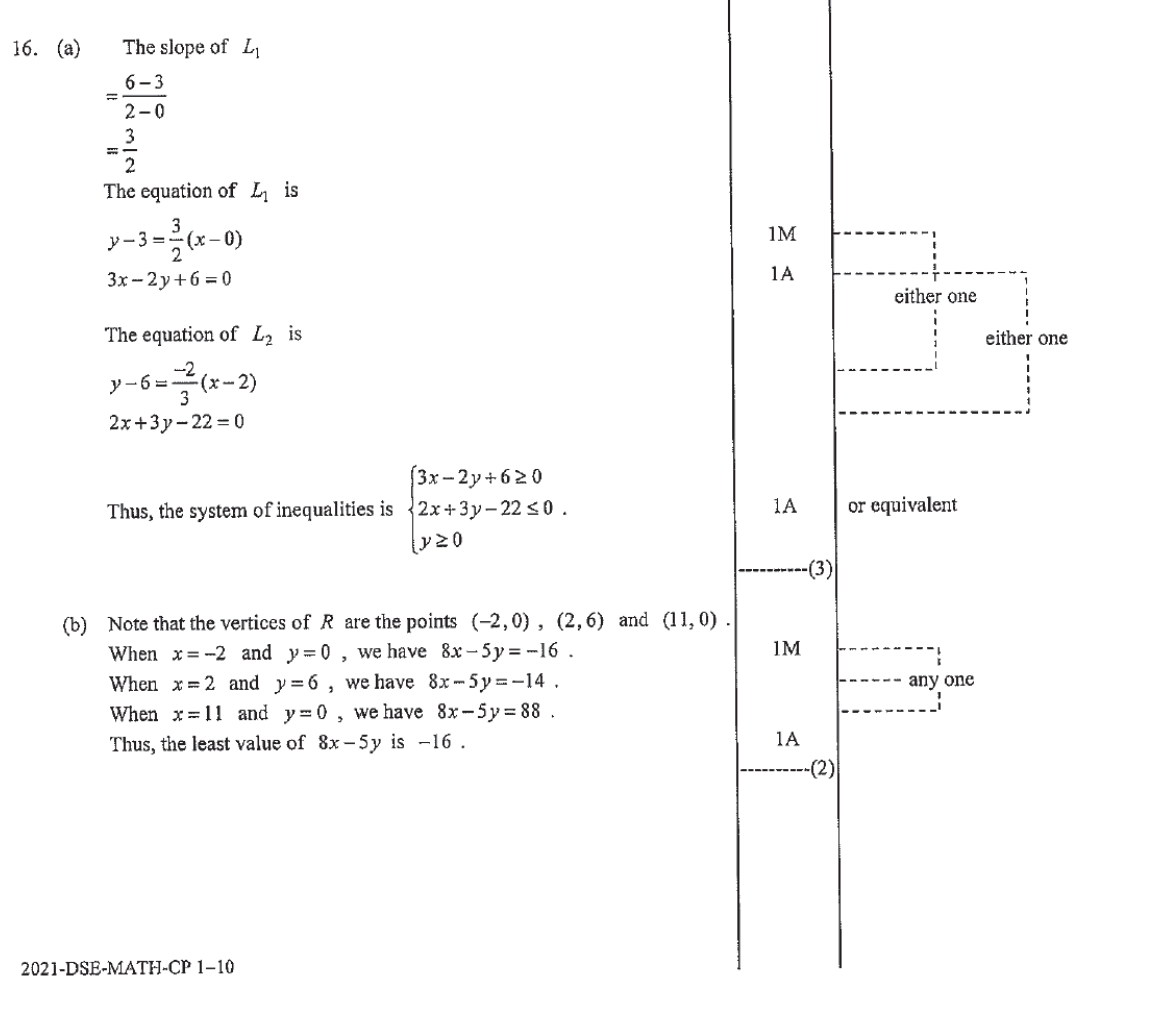 16. (a) The slope of L₁
= (6 − 3)/(2 − 0)
= 3/2
The equation of L₁ is
y − 3 = 3/2 (x − 0) 1M
3x − 2y + 6 = 0 1A
either one
The equation of L₂ is
either one
y − 6 = −2/3 (x − 2)
2x + 3y − 22 = 0
3x − 2y + 6 ≥ 0
Thus, the system of inequalities is { 2x + 3y − 22 ≤ 0 . 1A or equivalent
y ≥ 0
----------(3)
(b) Note that the vertices of R are the points (−2, 0) , (2, 6) and (11, 0) .
When x = −2 and y = 0 , we have 8x − 5y = −16 . 1M
When x = 2 and y = 6 , we have 8x − 5y = −14 . any one
When x = 11 and y = 0 , we have 8x − 5y = 88 .
Thus, the least value of 8x − 5y is −16 . 1A
----------(2)
2021-DSE-MATH-CP 1−10